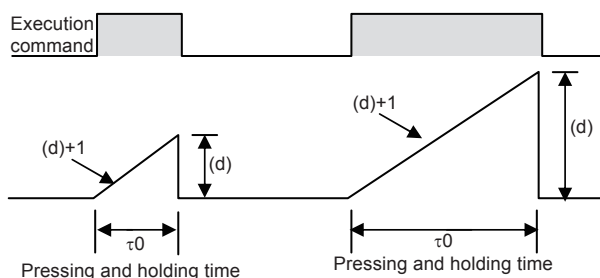 Execution
command
(d)+1
(d)
(d)+1
(d)
τ0
τ0
Pressing and holding time
Pressing and holding time